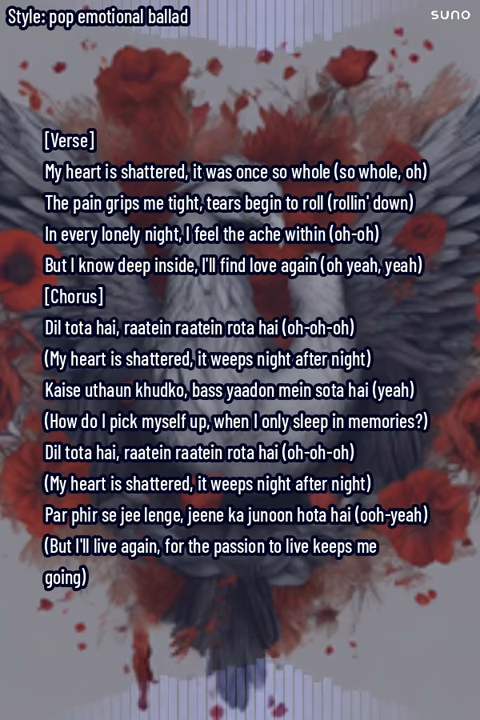 Style: pop emotional ballad
suno
[Verse]
My heart is shattered, it was once so whole (so whole, oh)
The pain grips me tight, tears begin to roll (rollin' down)
In every lonely night, I feel the ache within (oh-oh)
But I know deep inside, I'll find love again (oh yeah, yeah)
[Chorus]
Dil tota hai, raatein raatein rota hai (oh-oh-oh)
(My heart is shattered, it weeps night after night)
Kaise uthaun khudko, bass yaadon mein sota hai (yeah)
(How do I pick myself up, when I only sleep in memories?)
Dil tota hai, raatein raatein rota hai (oh-oh-oh)
(My heart is shattered, it weeps night after night)
Par phir se jee lenge, jeene ka junoon hota hai (ooh-yeah)
(But I'll live again, for the passion to live keeps me
going)